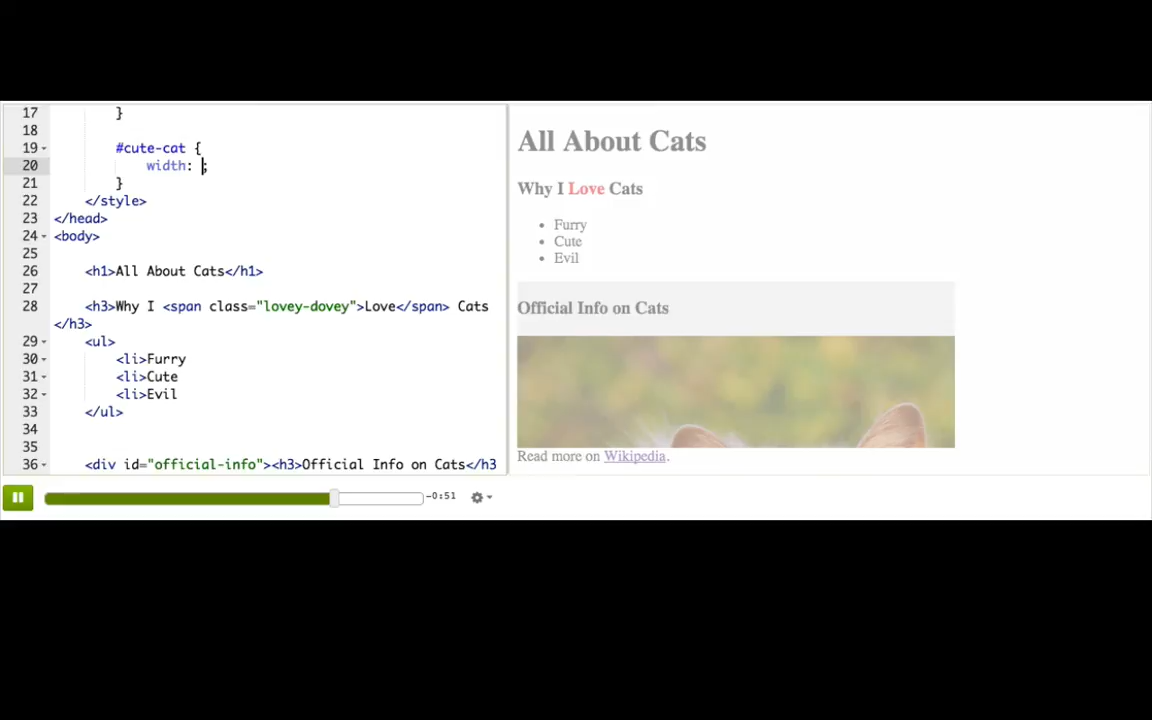 17 }
18
19 #cute-cat {
20 width: ;
21 }
22 </style>
23 </head>
24 <body>
25
26 <h1>All About Cats</h1>
27
28 <h3>Why I <span class="lovey-dovey">Love</span> Cats
</h3>
29 <ul>
30 <li>Furry
31 <li>Cute
32 <li>Evil
33 </ul>
34
35
36 <div id="official-info"><h3>Official Info on Cats</h3
-0:51
All About Cats
Why I Love Cats
• Furry
• Cute
• Evil
Official Info on Cats
Read more on Wikipedia.